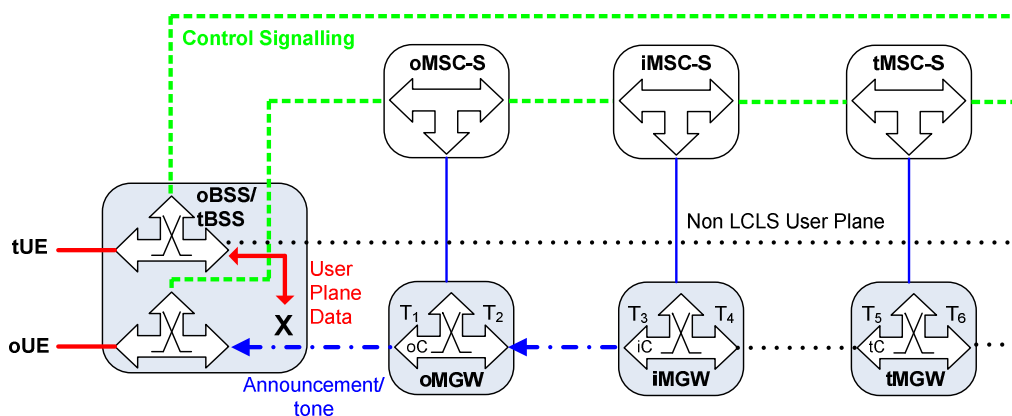 Control Signalling
oMSC-S
iMSC-S
tMSC-S
oBSS/
tBSS
Non LCLS User Plane
tUE
User
Plane
Data
X
oUE
T1
T2
oC
oMGW
T3
T4
iC
iMGW
T5
T6
tC
tMGW
Announcement/
tone